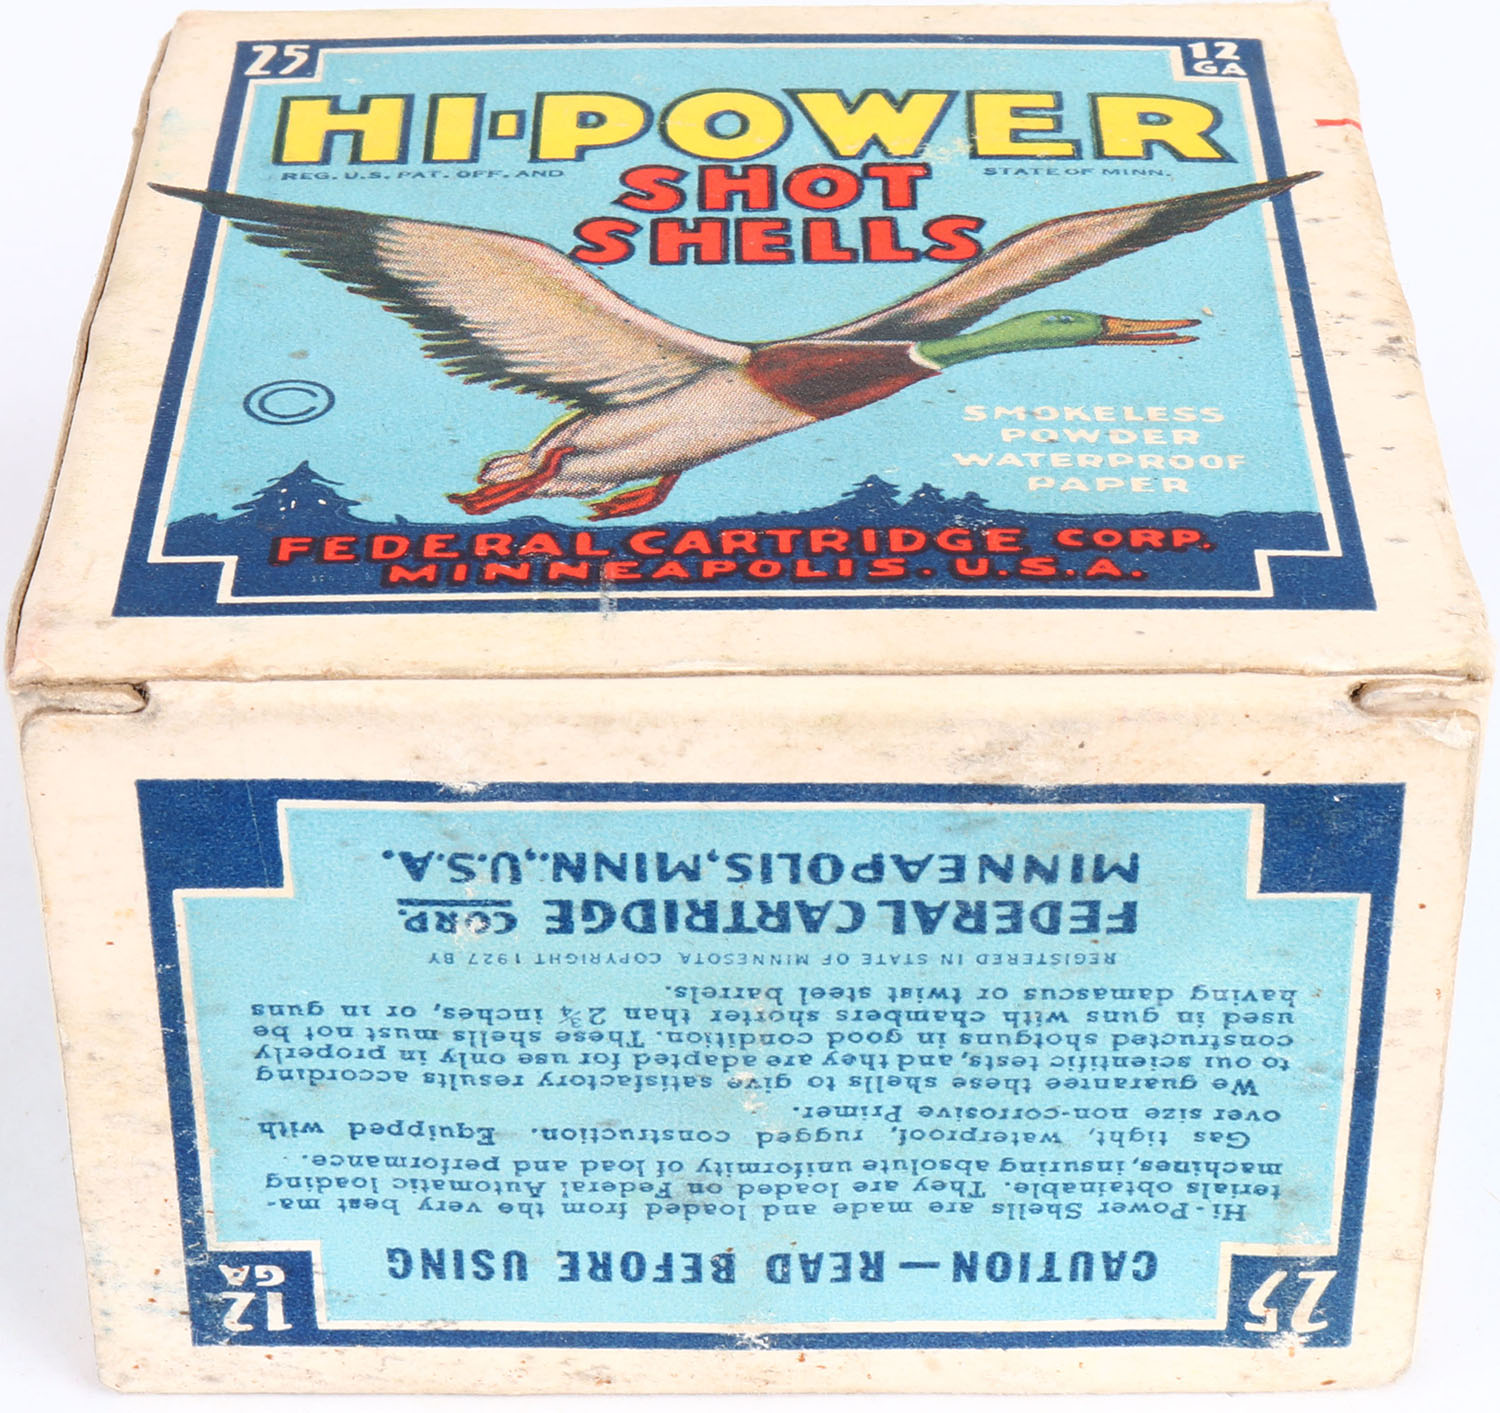 25
12
GA
HI-POWER
REG. U.S. PAT. OFF. AND
STATE OF MINN.
SHOT
SHELLS
©
SMOKELESS
POWDER
WATERPROOF
PAPER
FEDERAL CARTRIDGE CORP.
MINNEAPOLIS. U.S.A.
25
12
GA
CAUTION—READ BEFORE USING
Hi-Power Shells are made and loaded from the very best ma-
terials obtainable. They are loaded on Federal Automatic loading
machines, insuring absolute uniformity of load and performance.
Gas tight, waterproof, rugged construction. Equipped with
over size non-corrosive Primer.
We guarantee these shells to give satisfactory results according
to our scientific tests, and they are adapted for use only in properly
constructed shotguns in good condition. These shells must not be
used in guns with chambers shorter than 2¾ inches, or in guns
having damascus or twist steel barrels.
REGISTERED IN STATE OF MINNESOTA COPYRIGHT 1927 BY
FEDERAL CARTRIDGE CORP.
MINNEAPOLIS, MINN., U.S.A.